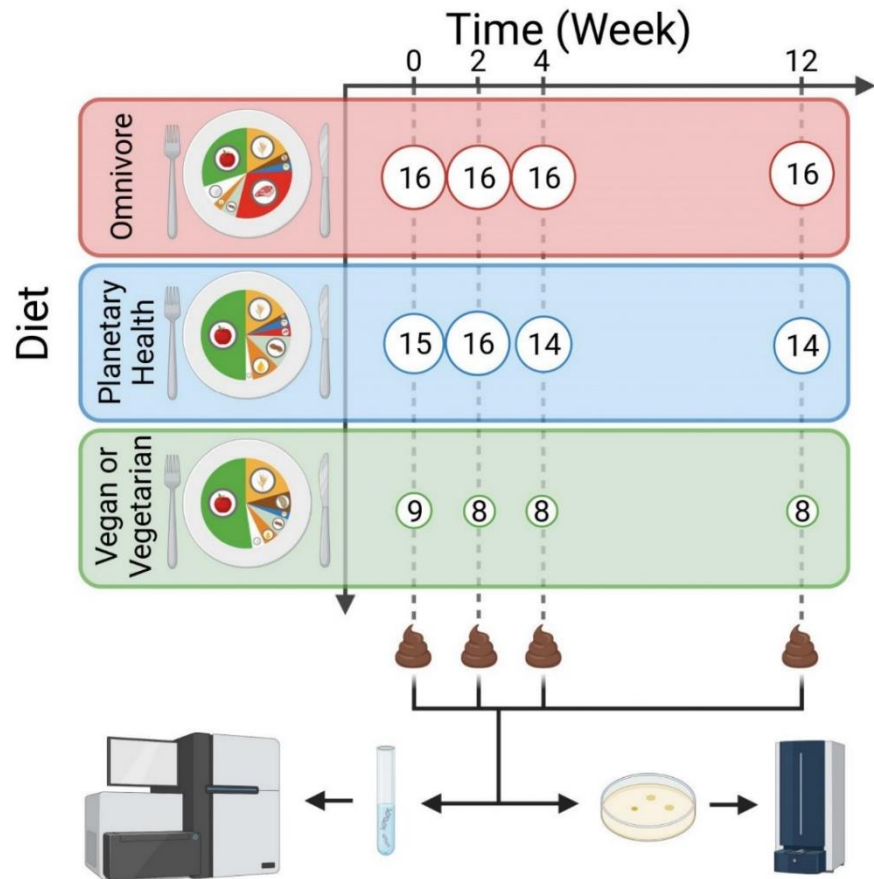 Time (Week)
0 2 4 12
Diet
Omnivore
16 16 16 16
Planetary
Health
15 16 14 14
Vegan or
Vegetarian
9 8 8 8